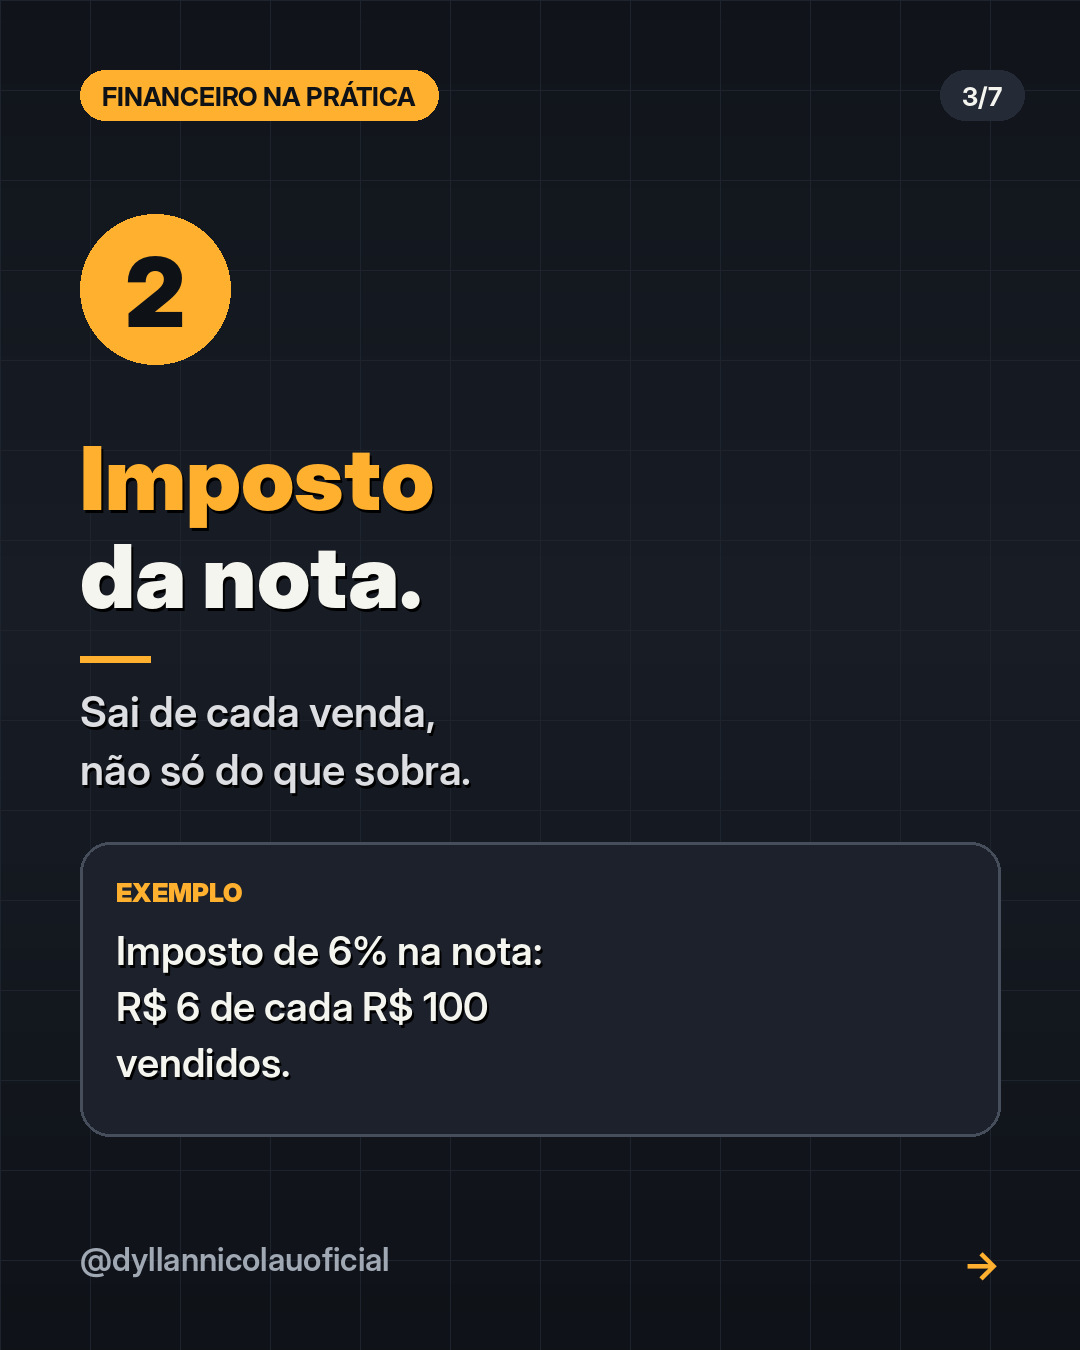 FINANCEIRO NA PRÁTICA
3/7
2
Imposto
da nota.
Sai de cada venda,
não só do que sobra.
EXEMPLO
Imposto de 6% na nota:
R$ 6 de cada R$ 100
vendidos.
@dyllannicolauoficial
→